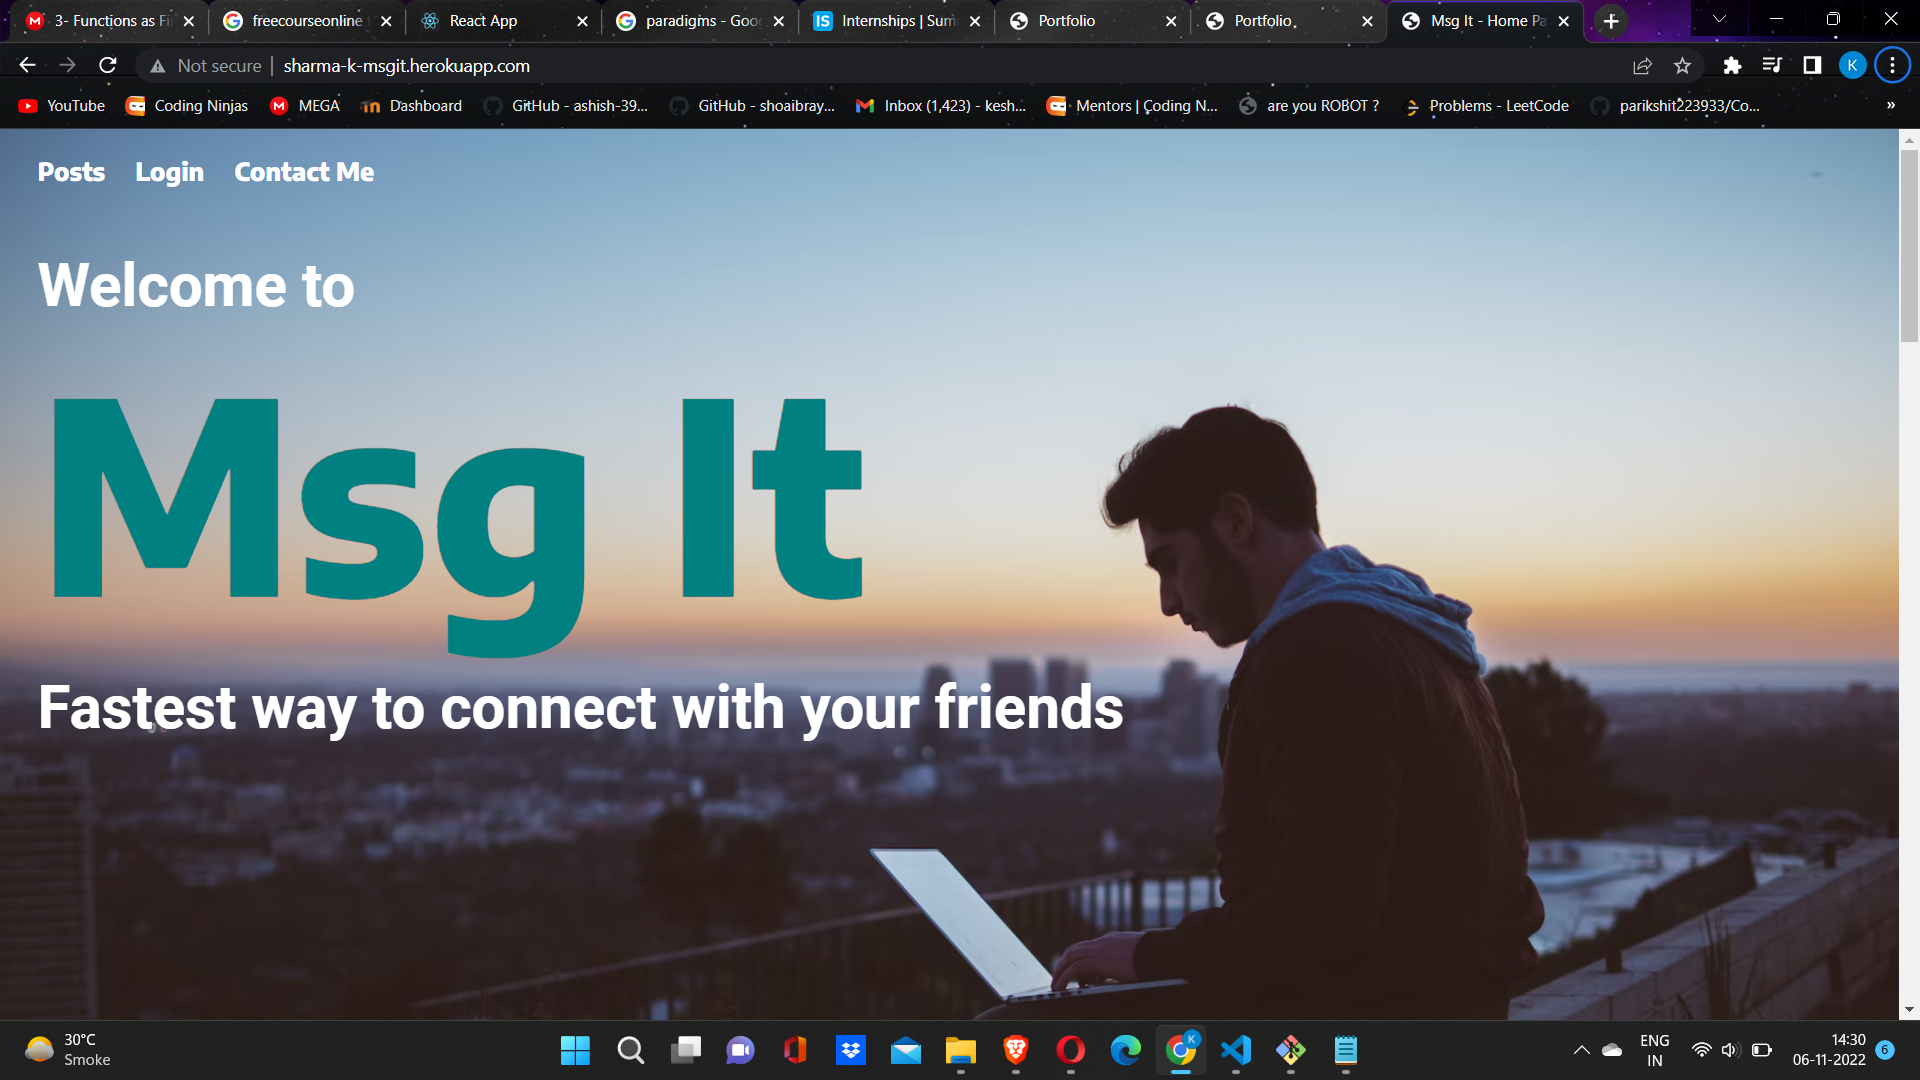 3- Functions as Fi
freecourseonline
React App
paradigms - Goo
Internships | Sum
Portfolio
Portfolio
Msg It - Home Pa
Not secure
sharma-k-msgit.herokuapp.com
K
YouTube
Coding Ninjas
MEGA
Dashboard
GitHub - ashish-39...
GitHub - shoaibray...
Inbox (1,423) - kesh...
Mentors | Coding N...
are you ROBOT ?
Problems - LeetCode
parikshit223933/Co...
»
Posts
Login
Contact Me
Welcome to
Msg It
Fastest way to connect with your friends
30°C
Smoke
K
ENG
IN
14:30
06-11-2022
6